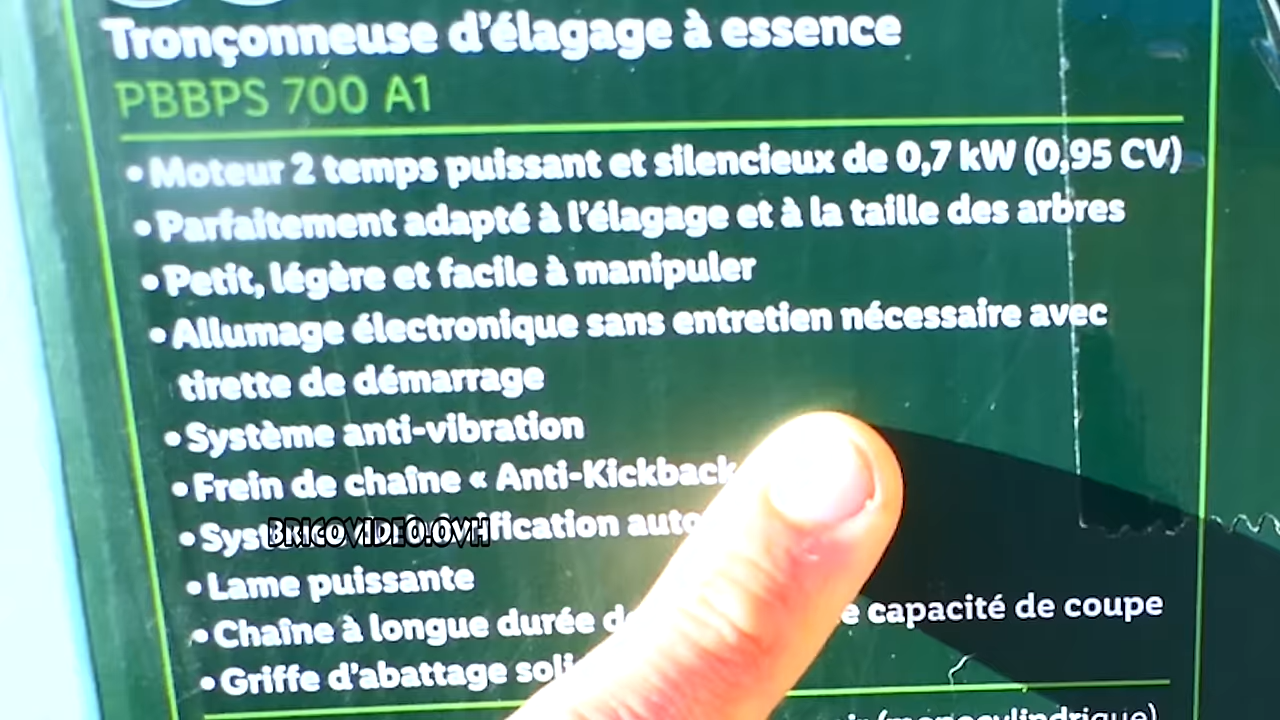 Tronçonneuse d'élagage à essence
PBBPS 700 A1
• Moteur 2 temps puissant et silencieux de 0,7 kW (0,95 CV)
• Parfaitement adapté à l'élagage et à la taille des arbres
• Petit, légère et facile à manipuler
• Allumage électronique sans entretien nécessaire avec
tirette de démarrage
• Système anti-vibration
• Frein de chaîne « Anti-Kickback
BRICOVIDEO.OVH
• Lame puissante
• Chaîne à longue durée capacité de coupe
• Griffe d'abattage
(monocylindrique)